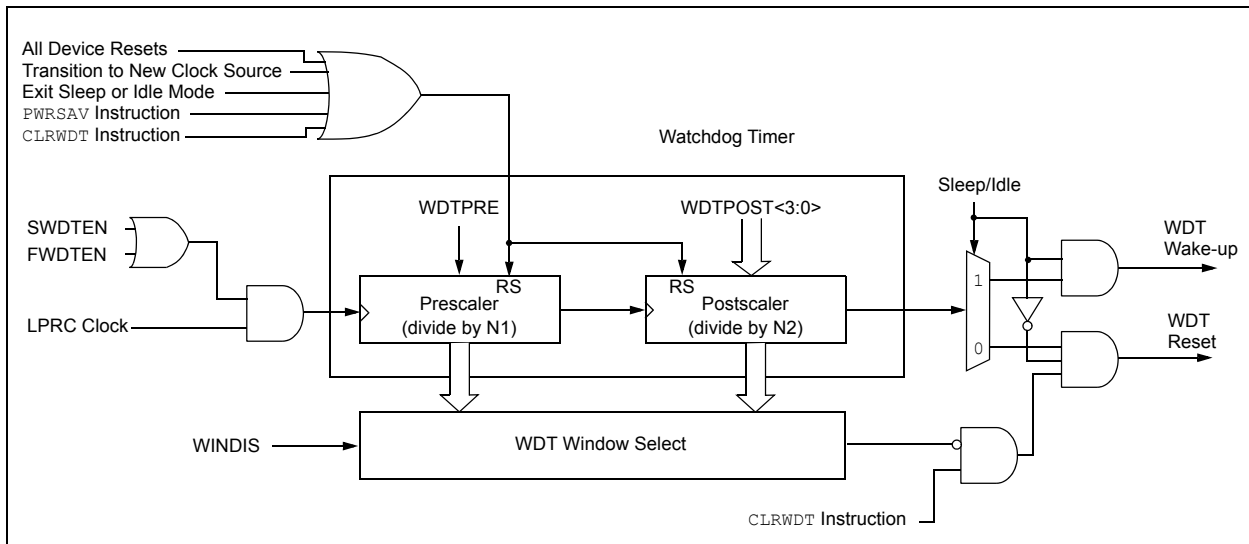 All Device Resets
Transition to New Clock Source
Exit Sleep or Idle Mode
PWRSAV Instruction
CLRWDT Instruction
Watchdog Timer
Sleep/Idle
WDTPRE
WDTPOST<3:0>
SWDTEN
FWDTEN
WDT
Wake-up
RS
Prescaler
(divide by N1)
RS
Postscaler
(divide by N2)
1
0
LPRC Clock
WDT
Reset
WINDIS
WDT Window Select
CLRWDT Instruction